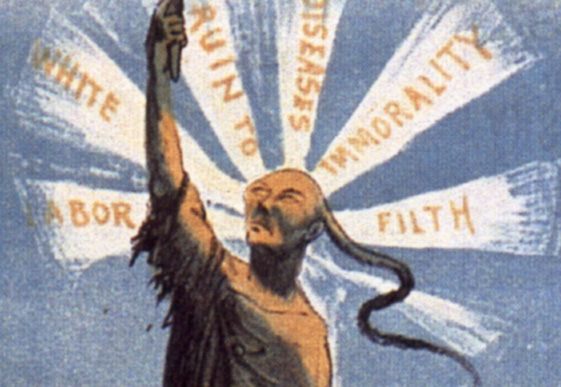 LABOR
WHITE
RUIN TO
DISEASES
IMMORALITY
FILTH